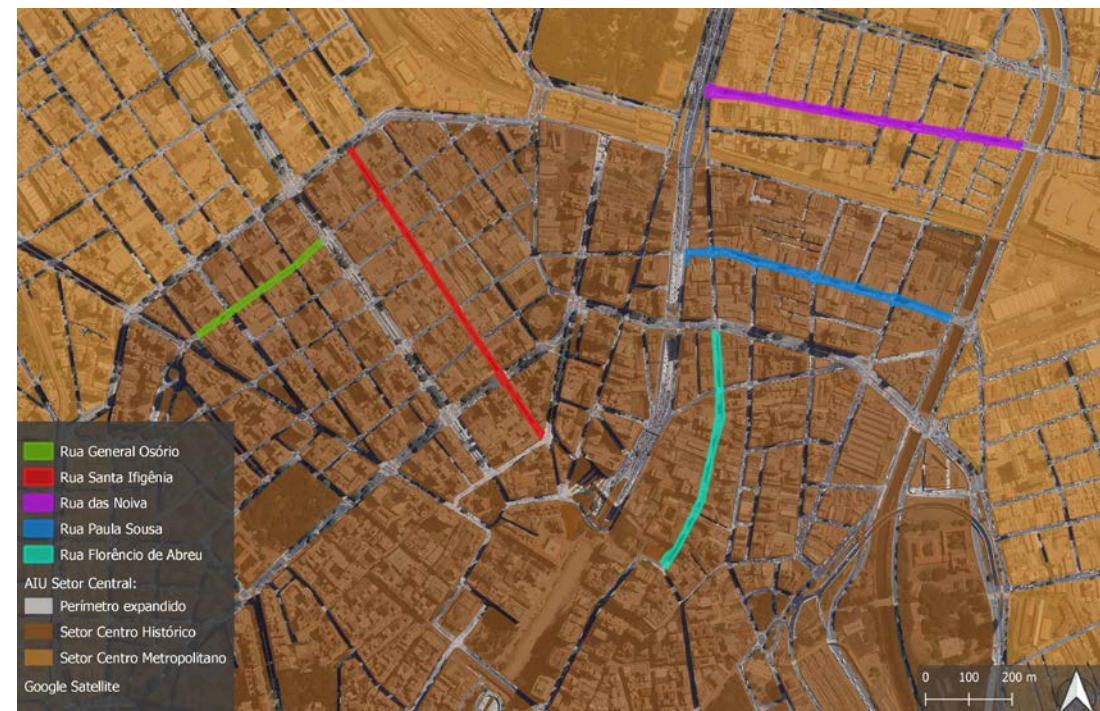 Rua General Osório
Rua Santa Ifigênia
Rua das Noiva
Rua Paula Sousa
Rua Florêncio de Abreu
AIU Setor Central:
Perímetro expandido
Setor Centro Histórico
Setor Centro Metropolitano
Google Satellite
0 100 200 m